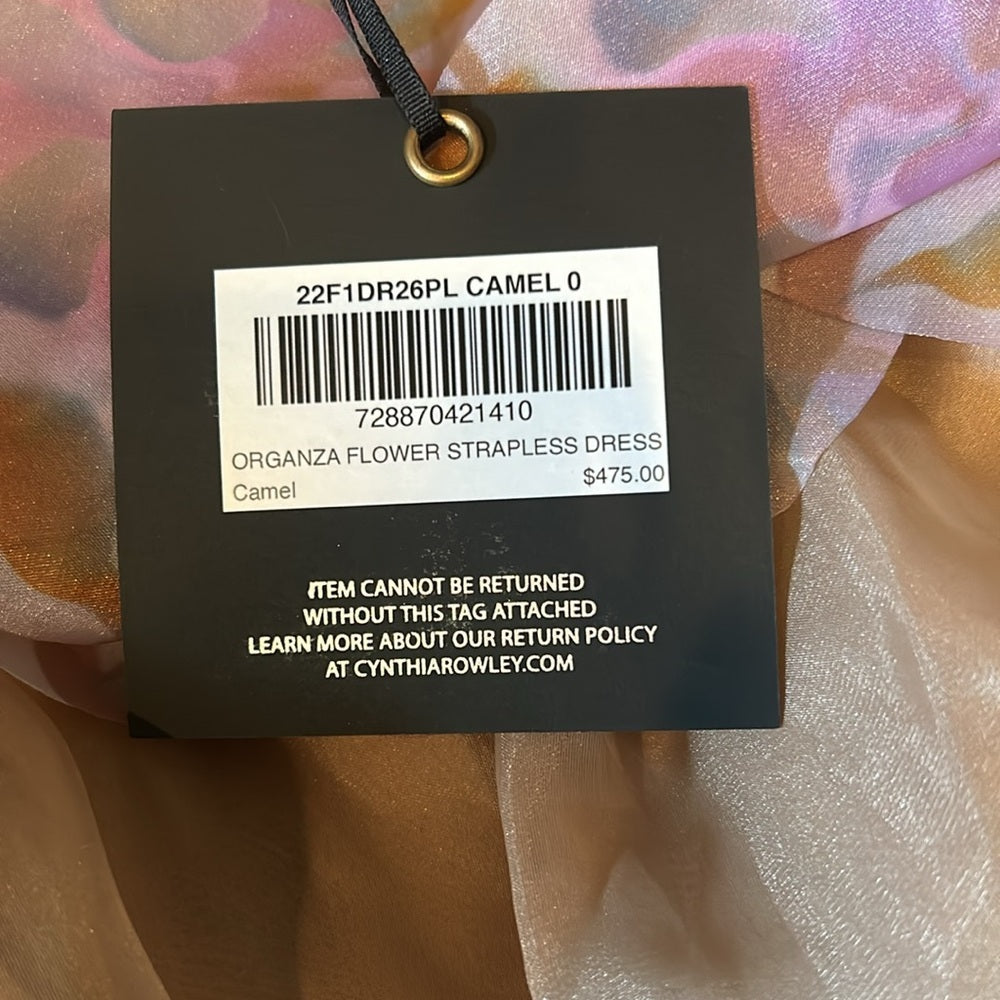 22F1DR26PL CAMEL 0
728870421410
ORGANZA FLOWER STRAPLESS DRESS
Camel $475.00
ITEM CANNOT BE RETURNED
WITHOUT THIS TAG ATTACHED
LEARN MORE ABOUT OUR RETURN POLICY
AT CYNTHIAROWLEY.COM